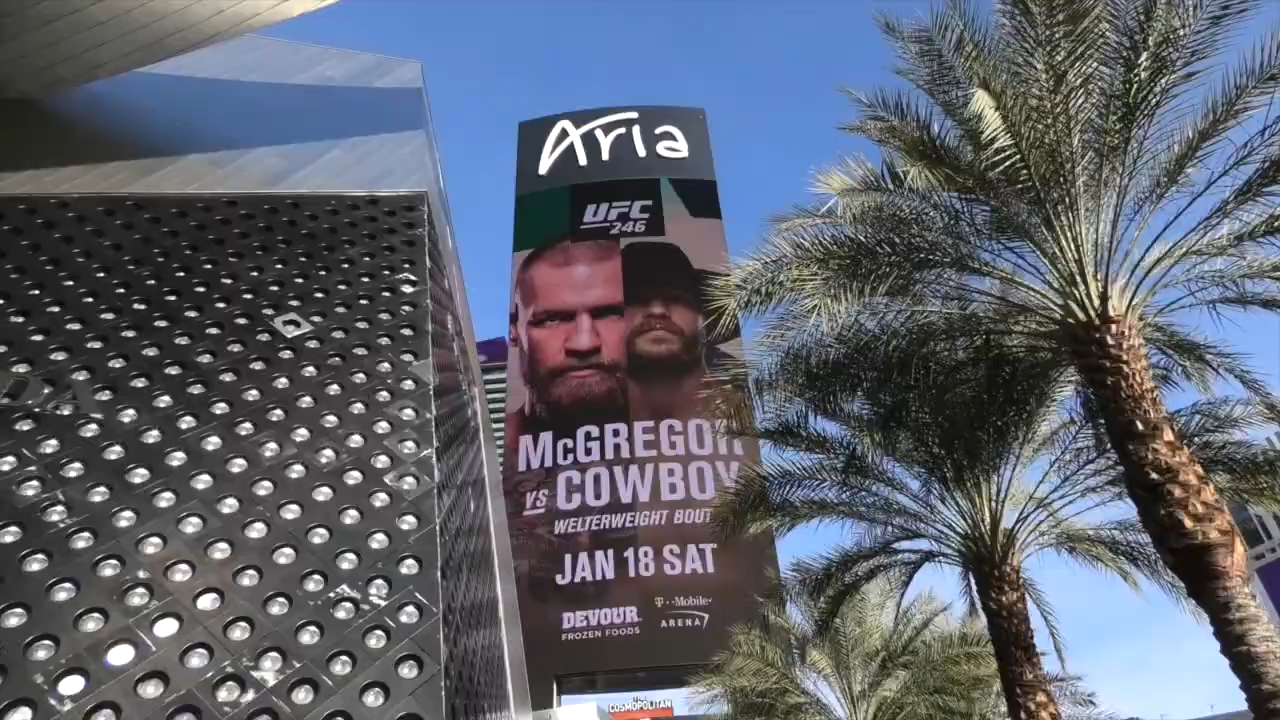 Aria
UFC
246
McGREGOR
VS COWBOY
WELTERWEIGHT BOUT
JAN 18 SAT
DEVOUR
FROZEN FOODS
T··Mobile·
ARENA
COSMOPOLITAN